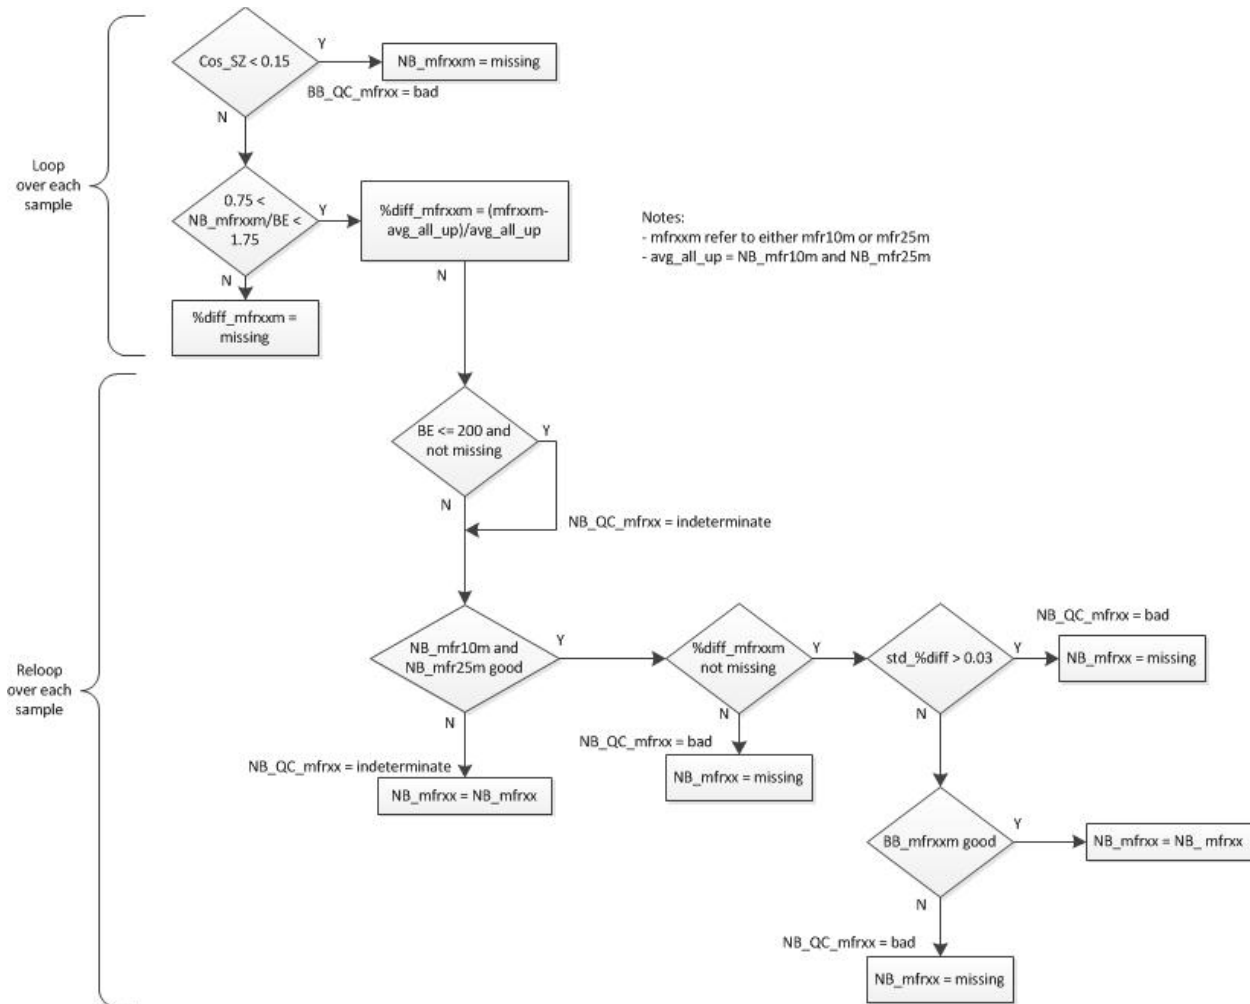 Cos_SZ < 0.15
Y
NB_mfrxxm = missing
BB_QC_mfrxx = bad
N
Loop
over each
sample
0.75 <
NB_mfrxxm/BE <
1.75
Y
%diff_mfrxxm = (mfrxxm-
avg_all_up)/avg_all_up
Notes:
- mfrxxm refer to either mfr10m or mfr25m
- avg_all_up = NB_mfr10m and NB_mfr25m
N
N
%diff_mfrxxm =
missing
BE <= 200 and
not missing
Y
N
NB_QC_mfrxx = indeterminate
Reloop
over each
sample
NB_mfr10m and
NB_mfr25m good
Y
%diff_mfrxxm
not missing
Y
std_%diff > 0.03
Y
NB_QC_mfrxx = bad
NB_mfrxx = missing
N
N
N
NB_QC_mfrxx = indeterminate
NB_mfrxx = NB_mfrxx
NB_QC_mfrxx = bad
NB_mfrxx = missing
BB_mfrxxm good
Y
NB_mfrxx = NB_ mfrxx
N
NB_QC_mfrxx = bad
NB_mfrxx = missing